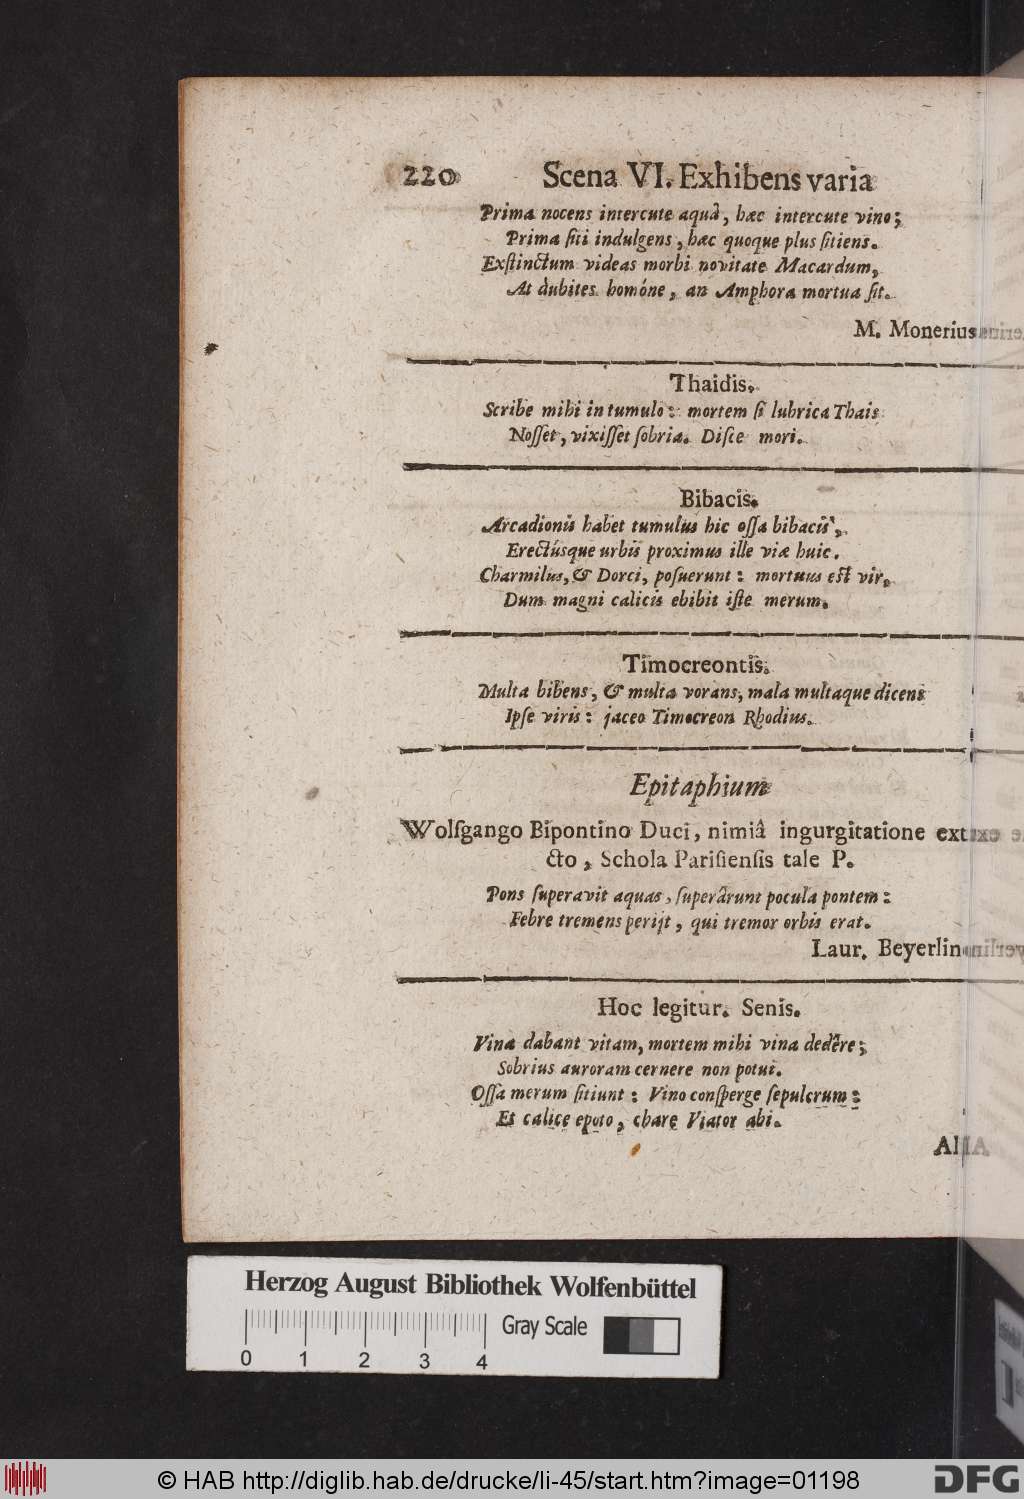 220 Scena VI. Exhibens varia
Prima nocens intercute aquâ, hæc intercute vino;
Prima ſiti indulgens, hæc quoque plus ſitiens.
Exſtinctum videas morbi novitate Macardum,
At dubites homóne, an Amphora mortua ſit.
M. Monerius
Thaidis.
Scribe mihi in tumulo: mortem ſi lubrica Thais
Noſſet, vixiſſet ſobria. Diſce mori.
Bibacis.
Arcadionis habet tumulus hic oſſa bibacis,
Erectúsque urbis proximus ille viæ huic.
Charmilus, & Dorci, poſuerunt: mortuus eſt vir,
Dum magni calicis ebibit iſte merum.
Timocreontis.
Multa bibens, & multa vorans, mala multaque dicens
Ipſe viris: jaceo Timocreon Rhodius.
Epitaphium
Wolfgango Bipontino Duci, nimiâ ingurgitatione ext
cto, Schola Pariſienſis tale P.
Pons ſuperavit aquas, ſuperârunt pocula pontem:
Febre tremens perijt, qui tremor orbis erat.
Laur. Beyerlin
Hoc legitur. Senis.
Vina dabant vitam, mortem mihi vina dedêre;
Sobrius auroram cernere non potui.
Oſſa merum ſitiunt: Vino conſperge ſepulcrum:
Et calice epoto, chare Viator abi.
Herzog August Bibliothek Wolfenbüttel
Gray Scale
0 1 2 3 4
© HAB http://diglib.hab.de/drucke/li-45/start.htm?image=01198
DFG